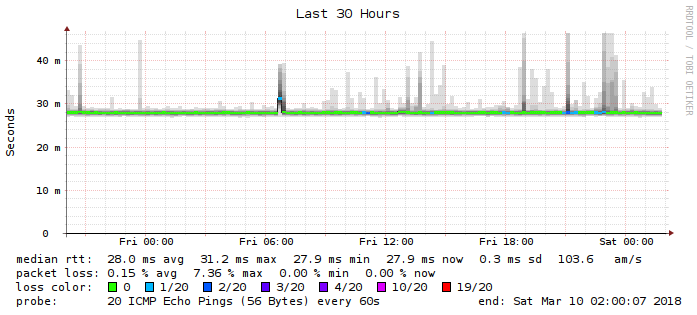 Last 30 Hours
RRDTOOL / TOBI OETIKER
Seconds
40 m
30 m
20 m
10 m
0
Fri 00:00 Fri 06:00 Fri 12:00 Fri 18:00 Sat 00:00
median rtt: 28.0 ms avg 31.2 ms max 27.9 ms min 27.9 ms now 0.3 ms sd 103.6 am/s
packet loss: 0.15 % avg 7.36 % max 0.00 % min 0.00 % now
loss color: 0 1/20 2/20 3/20 4/20 10/20 19/20
probe: 20 ICMP Echo Pings (56 Bytes) every 60s end: Sat Mar 10 02:00:07 2018